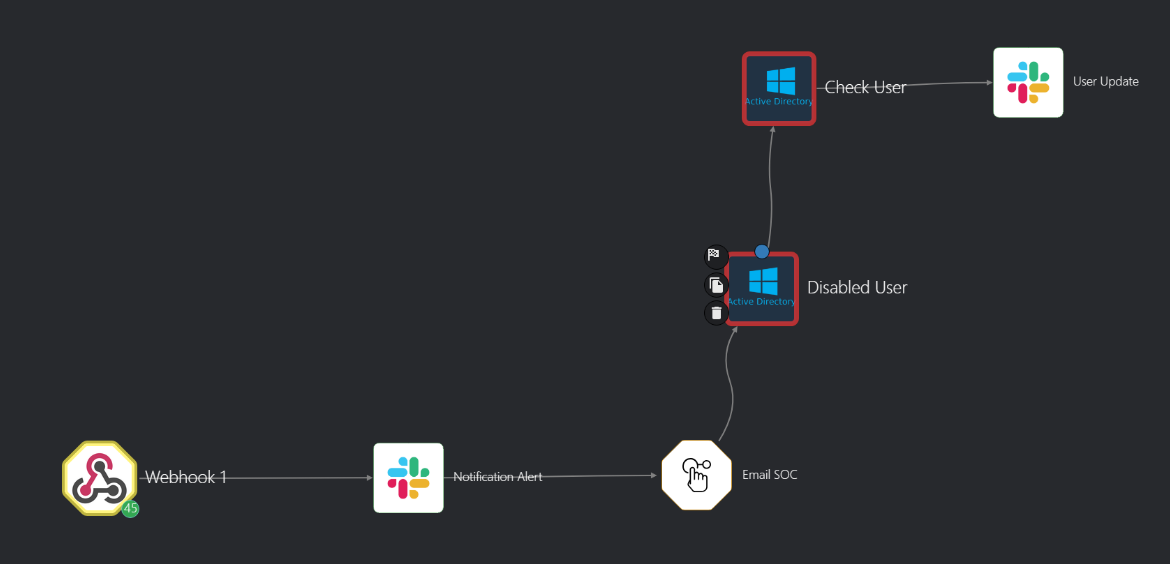 Active Directory
Check User
User Update
Active Directory
Disabled User
Webhook 1
45
Notification Alert
Email SOC